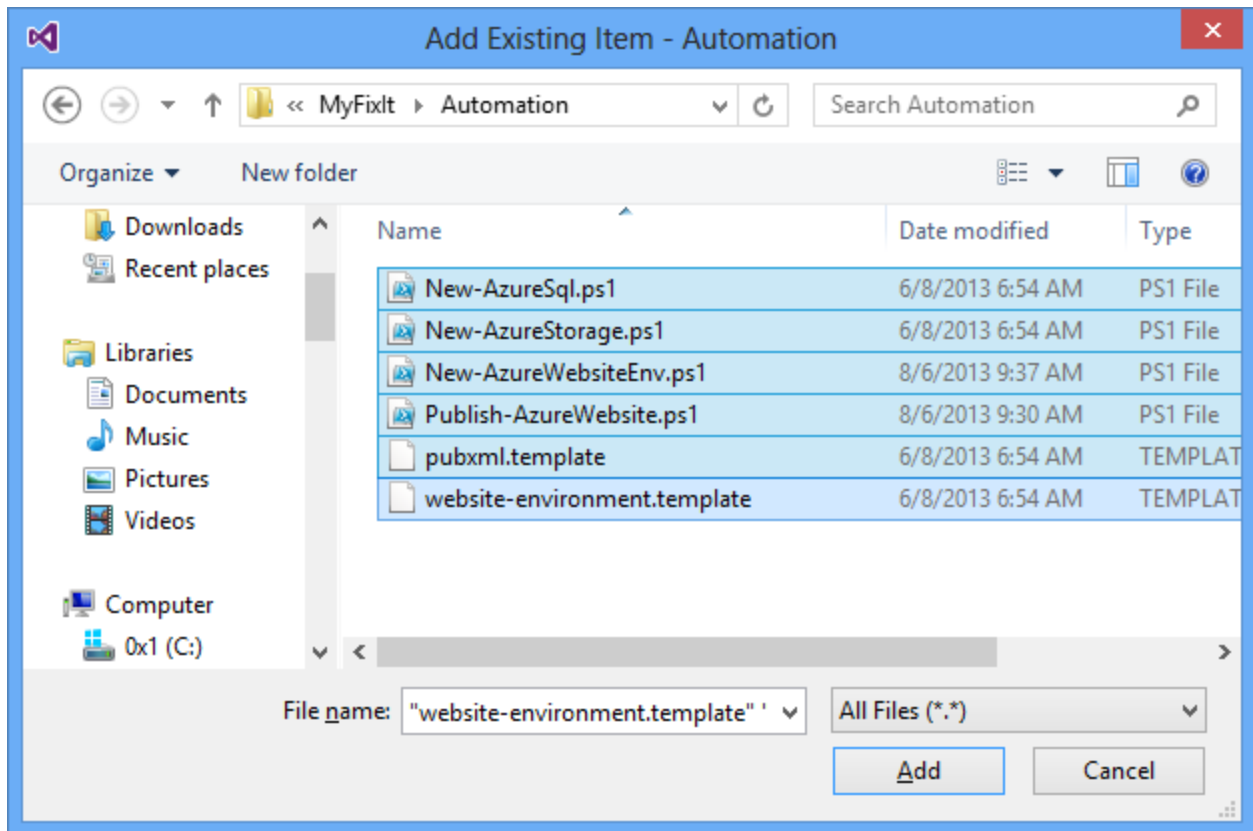 Add Existing Item - Automation
« MyFixIt Automation
Search Automation
Organize New folder
Downloads
Recent places
Libraries
Documents
Music
Pictures
Videos
Computer
0x1 (C:)
Name Date modified Type
New-AzureSql.ps1 6/8/2013 6:54 AM PS1 File
New-AzureStorage.ps1 6/8/2013 6:54 AM PS1 File
New-AzureWebsiteEnv.ps1 8/6/2013 9:37 AM PS1 File
Publish-AzureWebsite.ps1 8/6/2013 9:30 AM PS1 File
pubxml.template 6/8/2013 6:54 AM TEMPLAT
website-environment.template 6/8/2013 6:54 AM TEMPLAT
File name: "website-environment.template" '
All Files (*.*)
Add Cancel